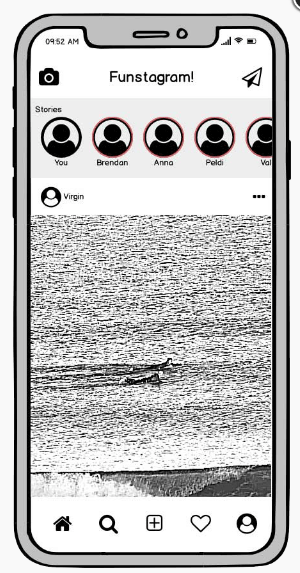 09:52 AM
Funstagram!
Stories
You Brendan Anna Peldi Val
Virgin